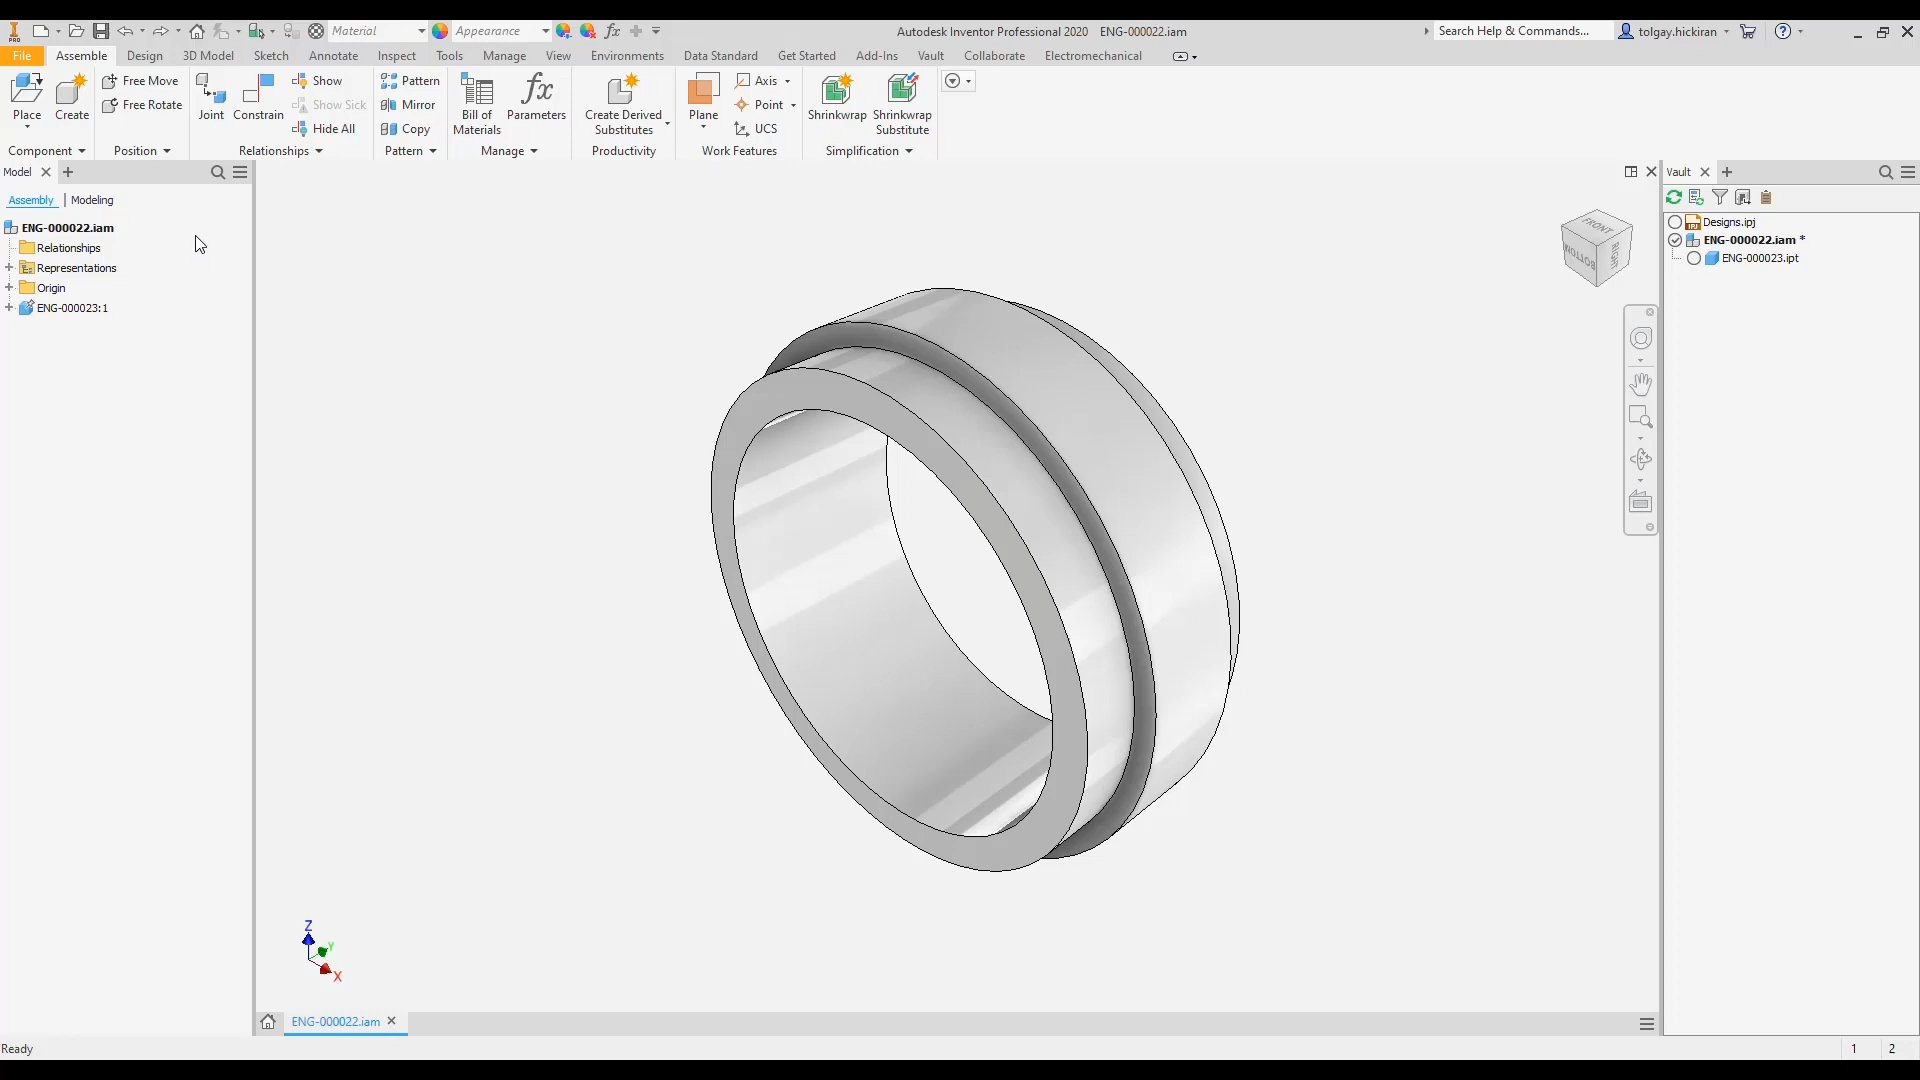 Material
Appearance
Autodesk Inventor Professional 2020 ENG-000022.iam
Search Help & Commands...
tolgay.hickiran
File Assemble Design 3D Model Sketch Annotate Inspect Tools Manage View Environments Data Standard Get Started Add-Ins Vault Collaborate Electromechanical
Place
Create
Free Move
Free Rotate
Joint
Constrain
Show
Show Sick
Hide All
Pattern
Mirror
Copy
Bill of
Materials
Parameters
Create Derived
Substitutes
Plane
Axis
Point
UCS
Shrinkwrap
Shrinkwrap
Substitute
Component Position Relationships Pattern Manage Productivity Work Features Simplification
Model
Assembly | Modeling
ENG-000022.iam
Relationships
Representations
Origin
ENG-000023:1
FRONT
BOTTOM
RIGHT
Vault
Designs.ipj
ENG-000022.iam *
ENG-000023.ipt
Z
Y
X
ENG-000022.iam
Ready
1 2